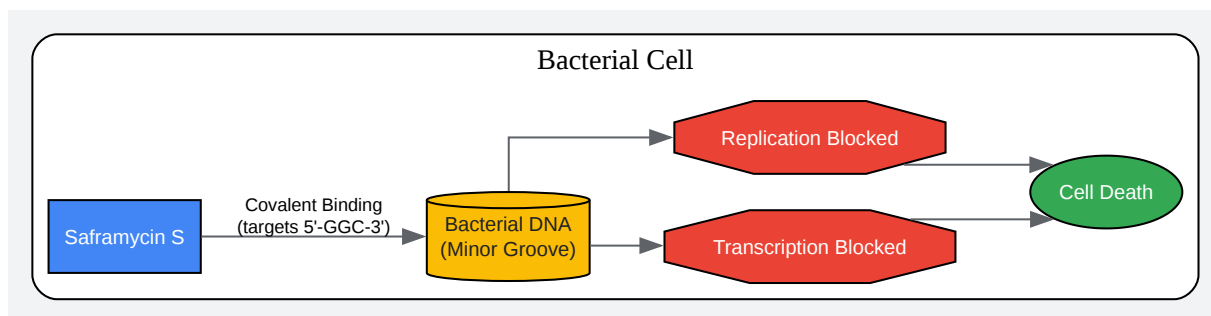 Bacterial Cell
Saframycin S
Covalent Binding
(targets 5'-GGC-3')
Bacterial DNA
(Minor Groove)
Replication Blocked
Transcription Blocked
Cell Death